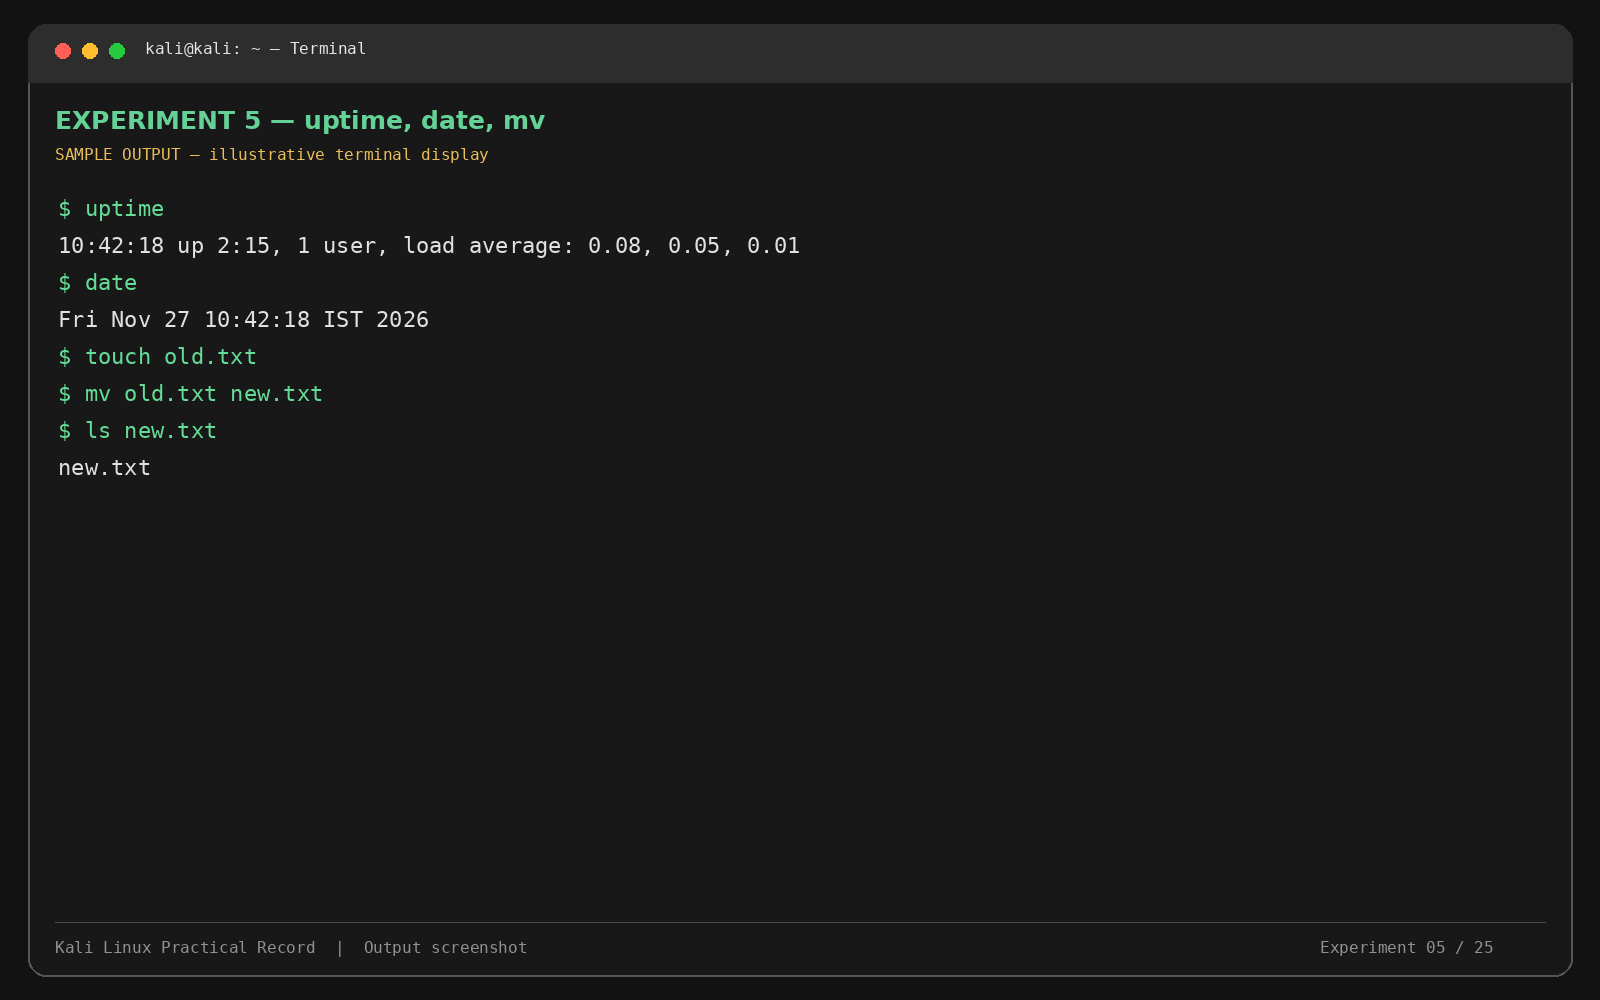 kali@kali: ~ — Terminal
EXPERIMENT 5 — uptime, date, mv
SAMPLE OUTPUT — illustrative terminal display
$ uptime
10:42:18 up 2:15, 1 user, load average: 0.08, 0.05, 0.01
$ date
Fri Nov 27 10:42:18 IST 2026
$ touch old.txt
$ mv old.txt new.txt
$ ls new.txt
new.txt
Kali Linux Practical Record | Output screenshot
Experiment 05 / 25